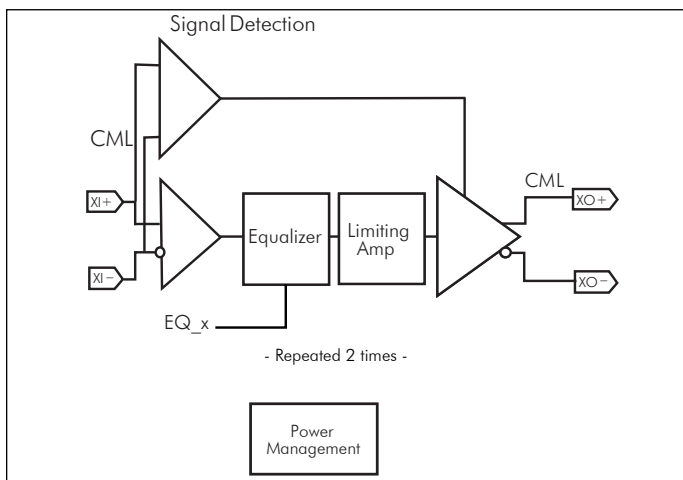 Signal Detection
CML
CML
XI+
XO+
Equalizer
Limiting
Amp
XI-
XO-
EQ_x
- Repeated 2 times -
Power
Management